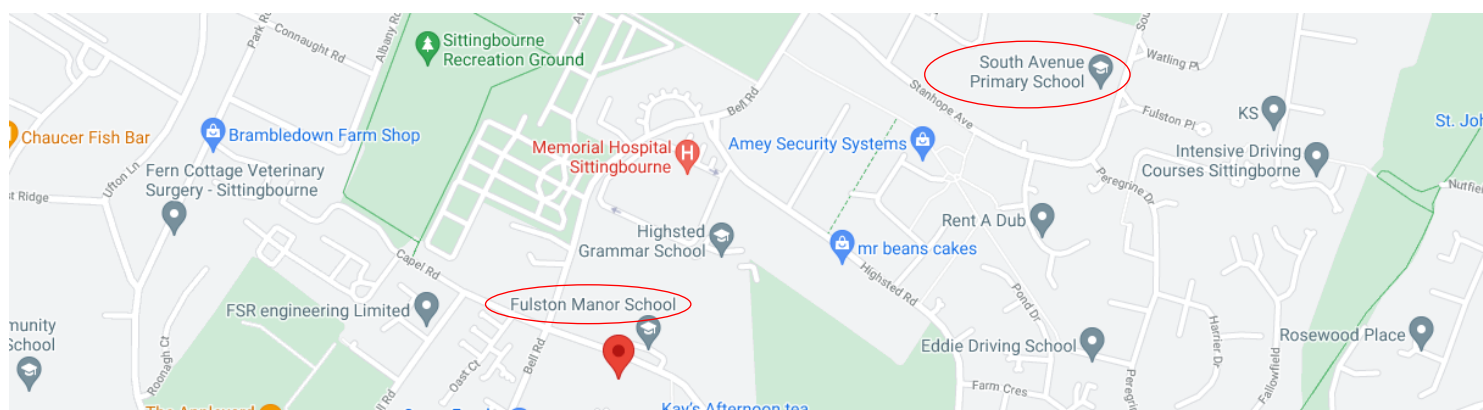 Park Rd
Connaught Rd
Albany Rd
Sittingbourne
Recreation Ground
South Avenue
Primary School
Watling Pl
Bell Rd
Stanhope Ave
Fulston Pl
KS
St. Joh
Chaucer Fish Bar
Brambledown Farm Shop
Memorial Hospital
Sittingbourne
Amey Security Systems
Ufton Ln
Fern Cottage Veterinary
Surgery - Sittingbourne
Intensive Driving
Courses Sittingborne
Peregrine Dr
Nutfiel
Ridge
Rent A Dub
Highsted
Grammar School
mr beans cakes
Capel Rd
Highsted Rd
Pond Dr
FSR engineering Limited
Fulston Manor School
munity
School
Roonagh Ct
Oast Ct
Bell Rd
Eddie Driving School
Harrier Dr
Rosewood Place
Farm Cres
Fallowfield
Kay's Afternoon tea